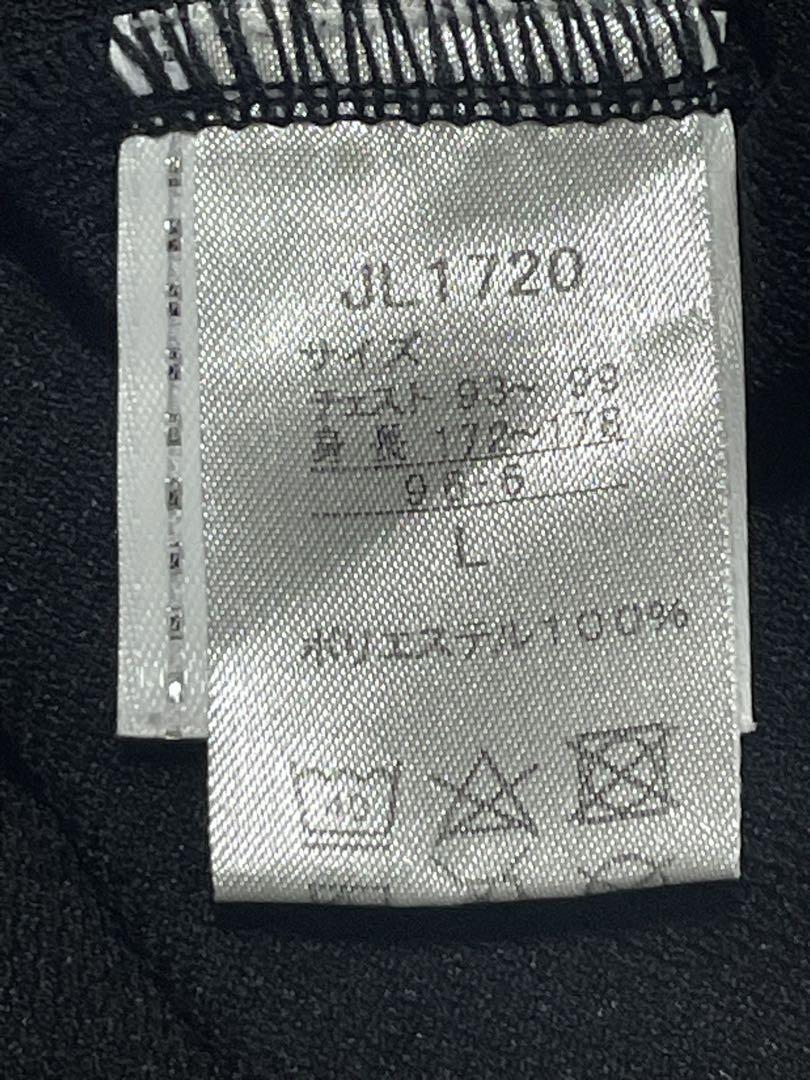 JL1720
サイズ
チェスト 93~ 99
身 長 172~178
96-6
L
ポリエステル100%
40